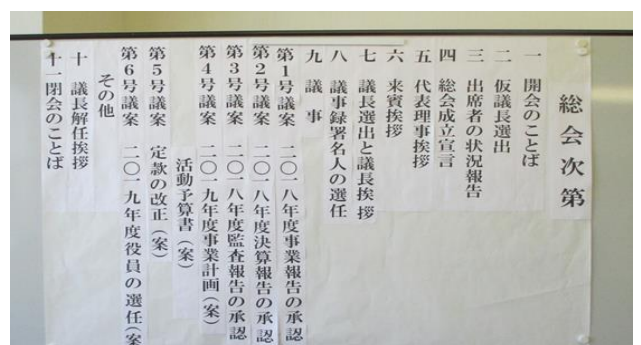 総会次第
一 開会のことば
二 仮議長選出
三 出席者の状況報告
四 総会成立宣言
五 代表理事挨拶
六 来賓挨拶
七 議長選出と議長挨拶
八 議事録署名人の選任
九 議事
第1号議案 二〇一八年度事業報告の承認
第2号議案 二〇一八年度決算報告の承認
第3号議案 二〇一八年度監査報告の承認
第4号議案 二〇一九年度事業計画(案)
活動予算書(案)
第5号議案 定款の改正(案)
第6号議案 二〇一九年度役員の選任(案
その他
十 議長解任挨拶
十一閉会のことば